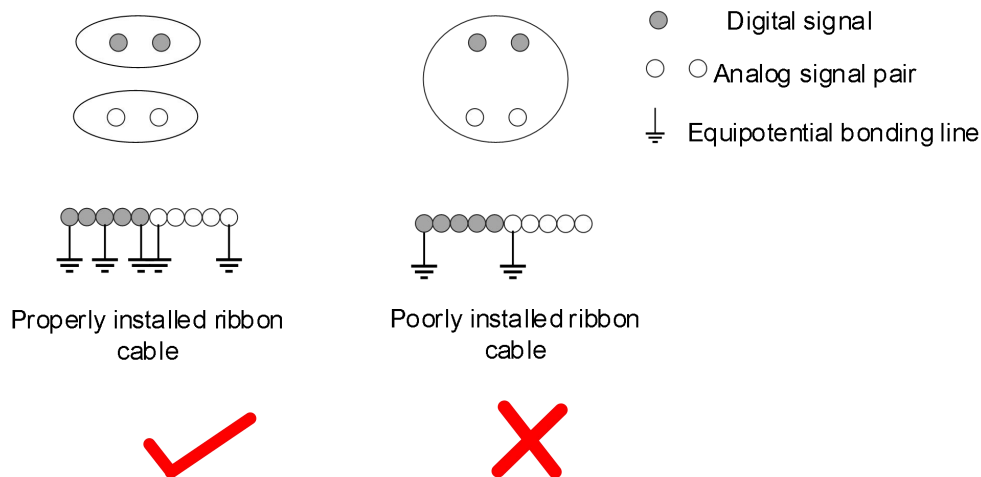 Digital signal
Analog signal pair
Equipotential bonding line
Properly installed ribbon
cable
Poorly installed ribbon
cable